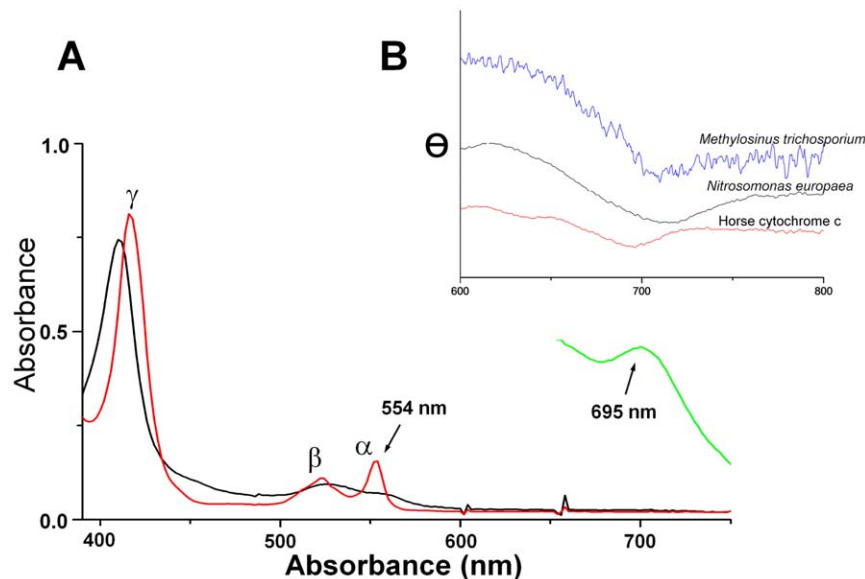 A
B
Ө
Methylosinus trichosporium
Nitrosomonas europaea
Horse cytochrome c
600
700
800
1.0
0.5
0.0
Absorbance
γ
β
α
554 nm
695 nm
400
500
600
700
Absorbance (nm)